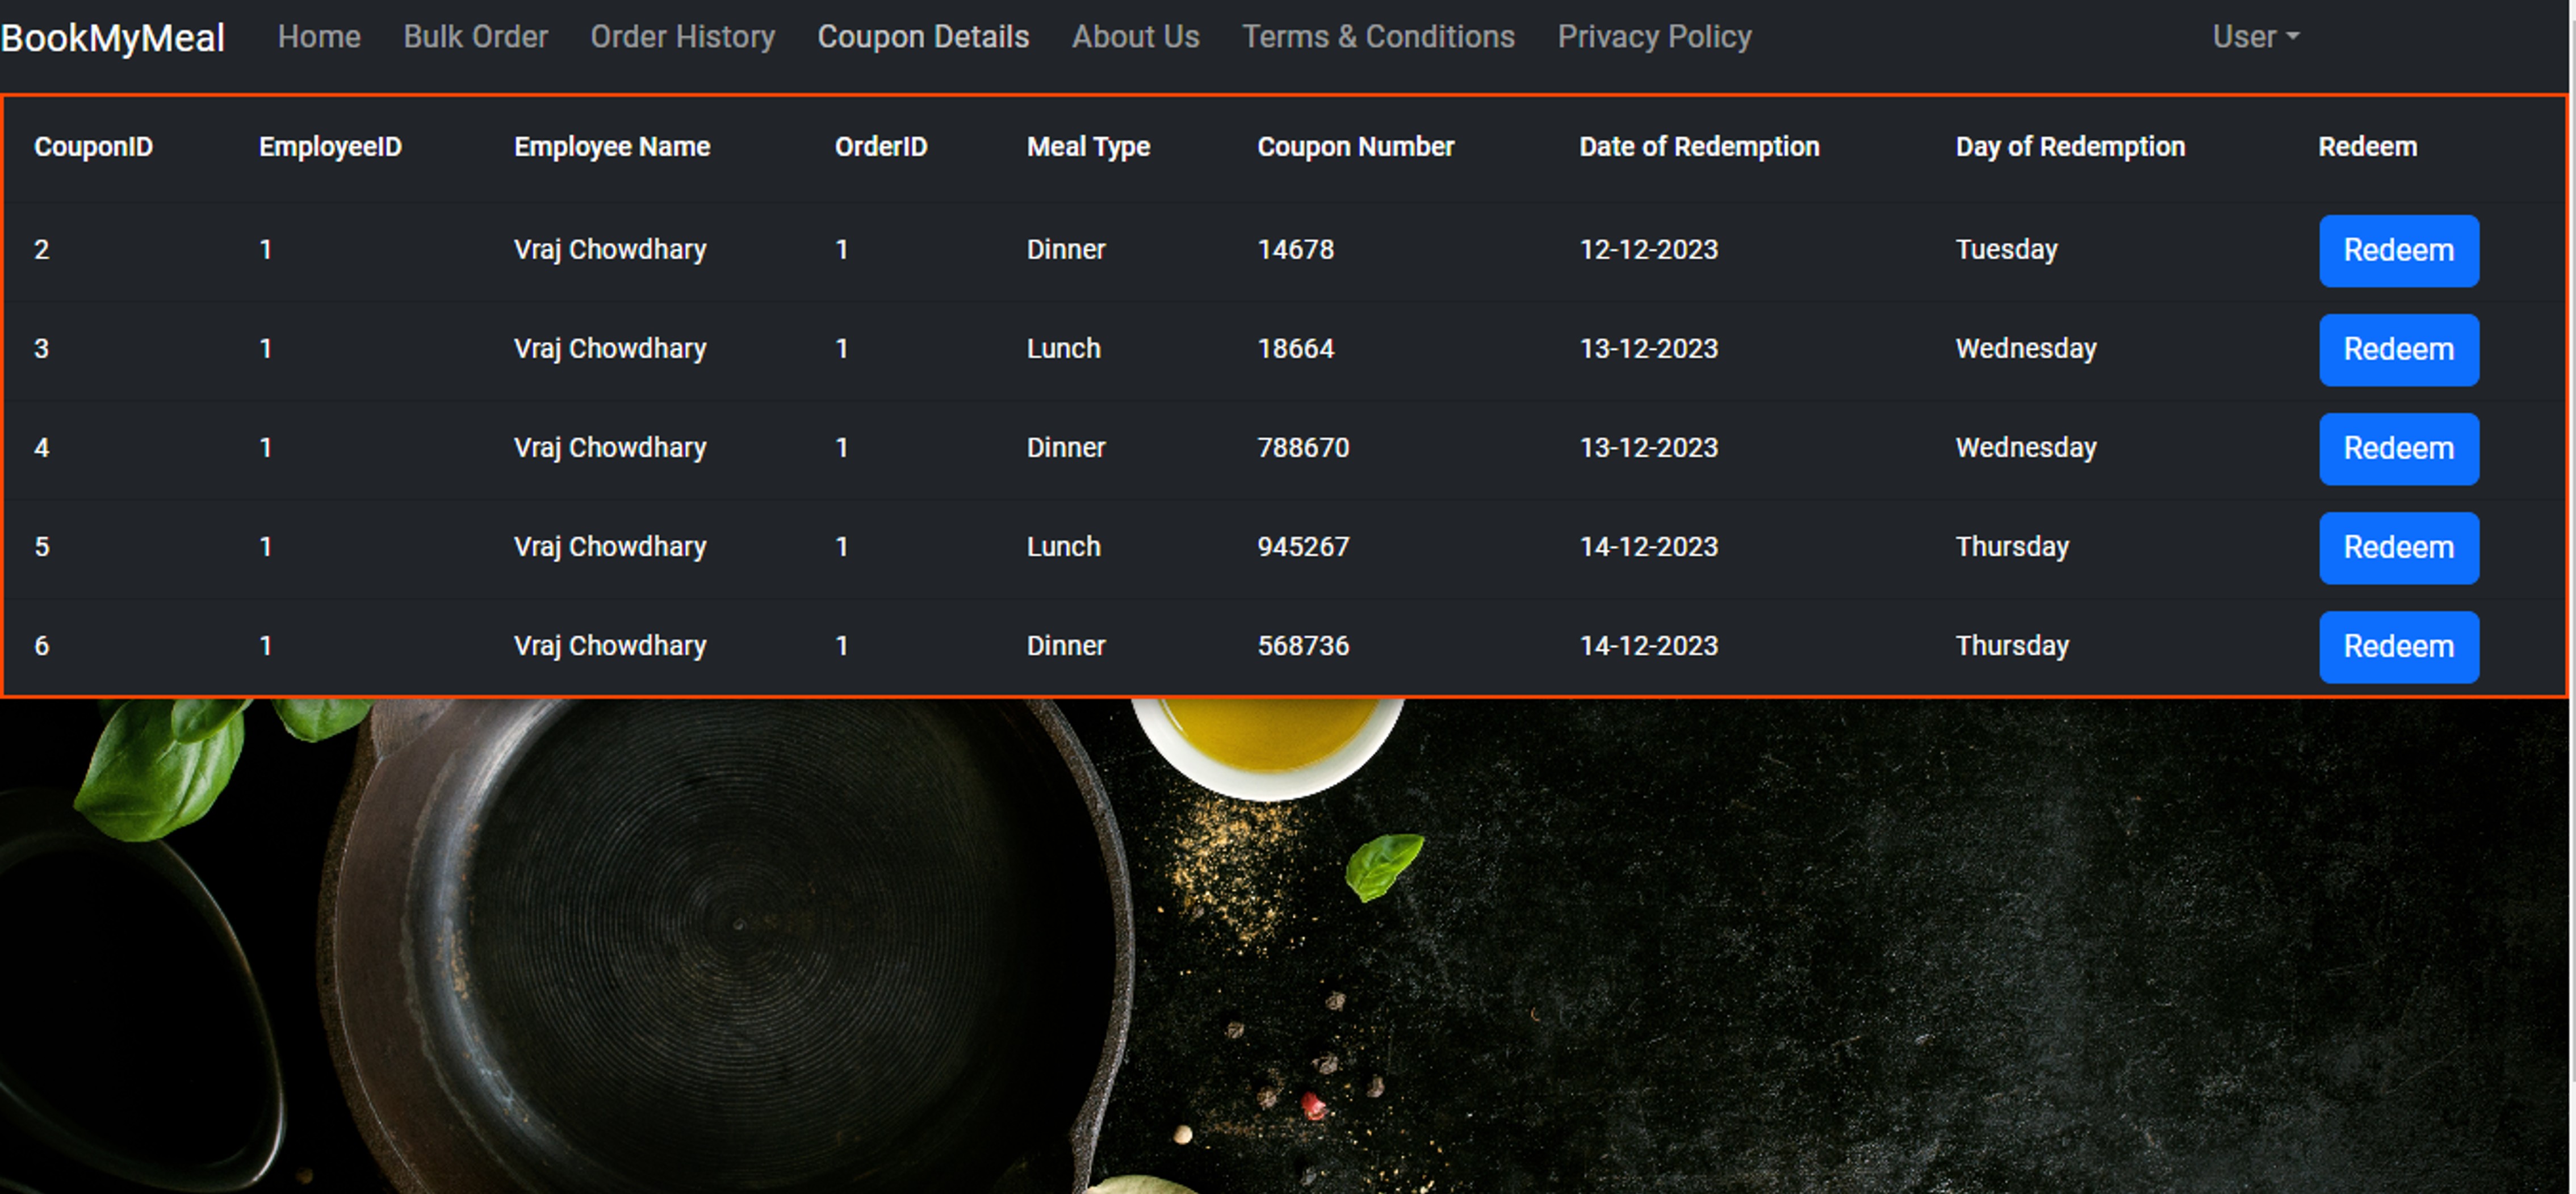 BookMyMeal Home Bulk Order Order History Coupon Details About Us Terms & Conditions Privacy Policy User
CouponID EmployeeID Employee Name OrderID Meal Type Coupon Number Date of Redemption Day of Redemption Redeem
2 1 Vraj Chowdhary 1 Dinner 14678 12-12-2023 Tuesday Redeem
3 1 Vraj Chowdhary 1 Lunch 18664 13-12-2023 Wednesday Redeem
4 1 Vraj Chowdhary 1 Dinner 788670 13-12-2023 Wednesday Redeem
5 1 Vraj Chowdhary 1 Lunch 945267 14-12-2023 Thursday Redeem
6 1 Vraj Chowdhary 1 Dinner 568736 14-12-2023 Thursday Redeem